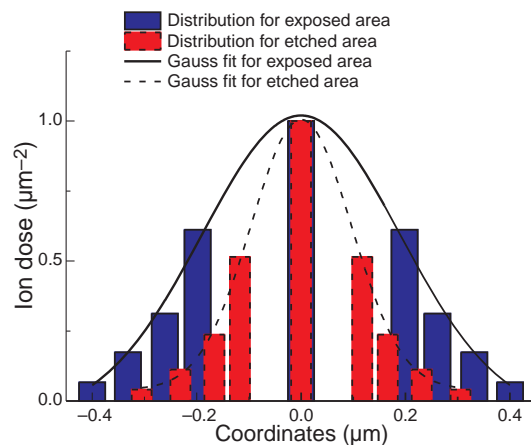 Distribution for exposed area
Distribution for etched area
Gauss fit for exposed area
Gauss fit for etched area
Ion dose (μm−2)
1.0
0.5
0.0
−0.4
−0.2
0.0
0.2
0.4
Coordinates (μm)